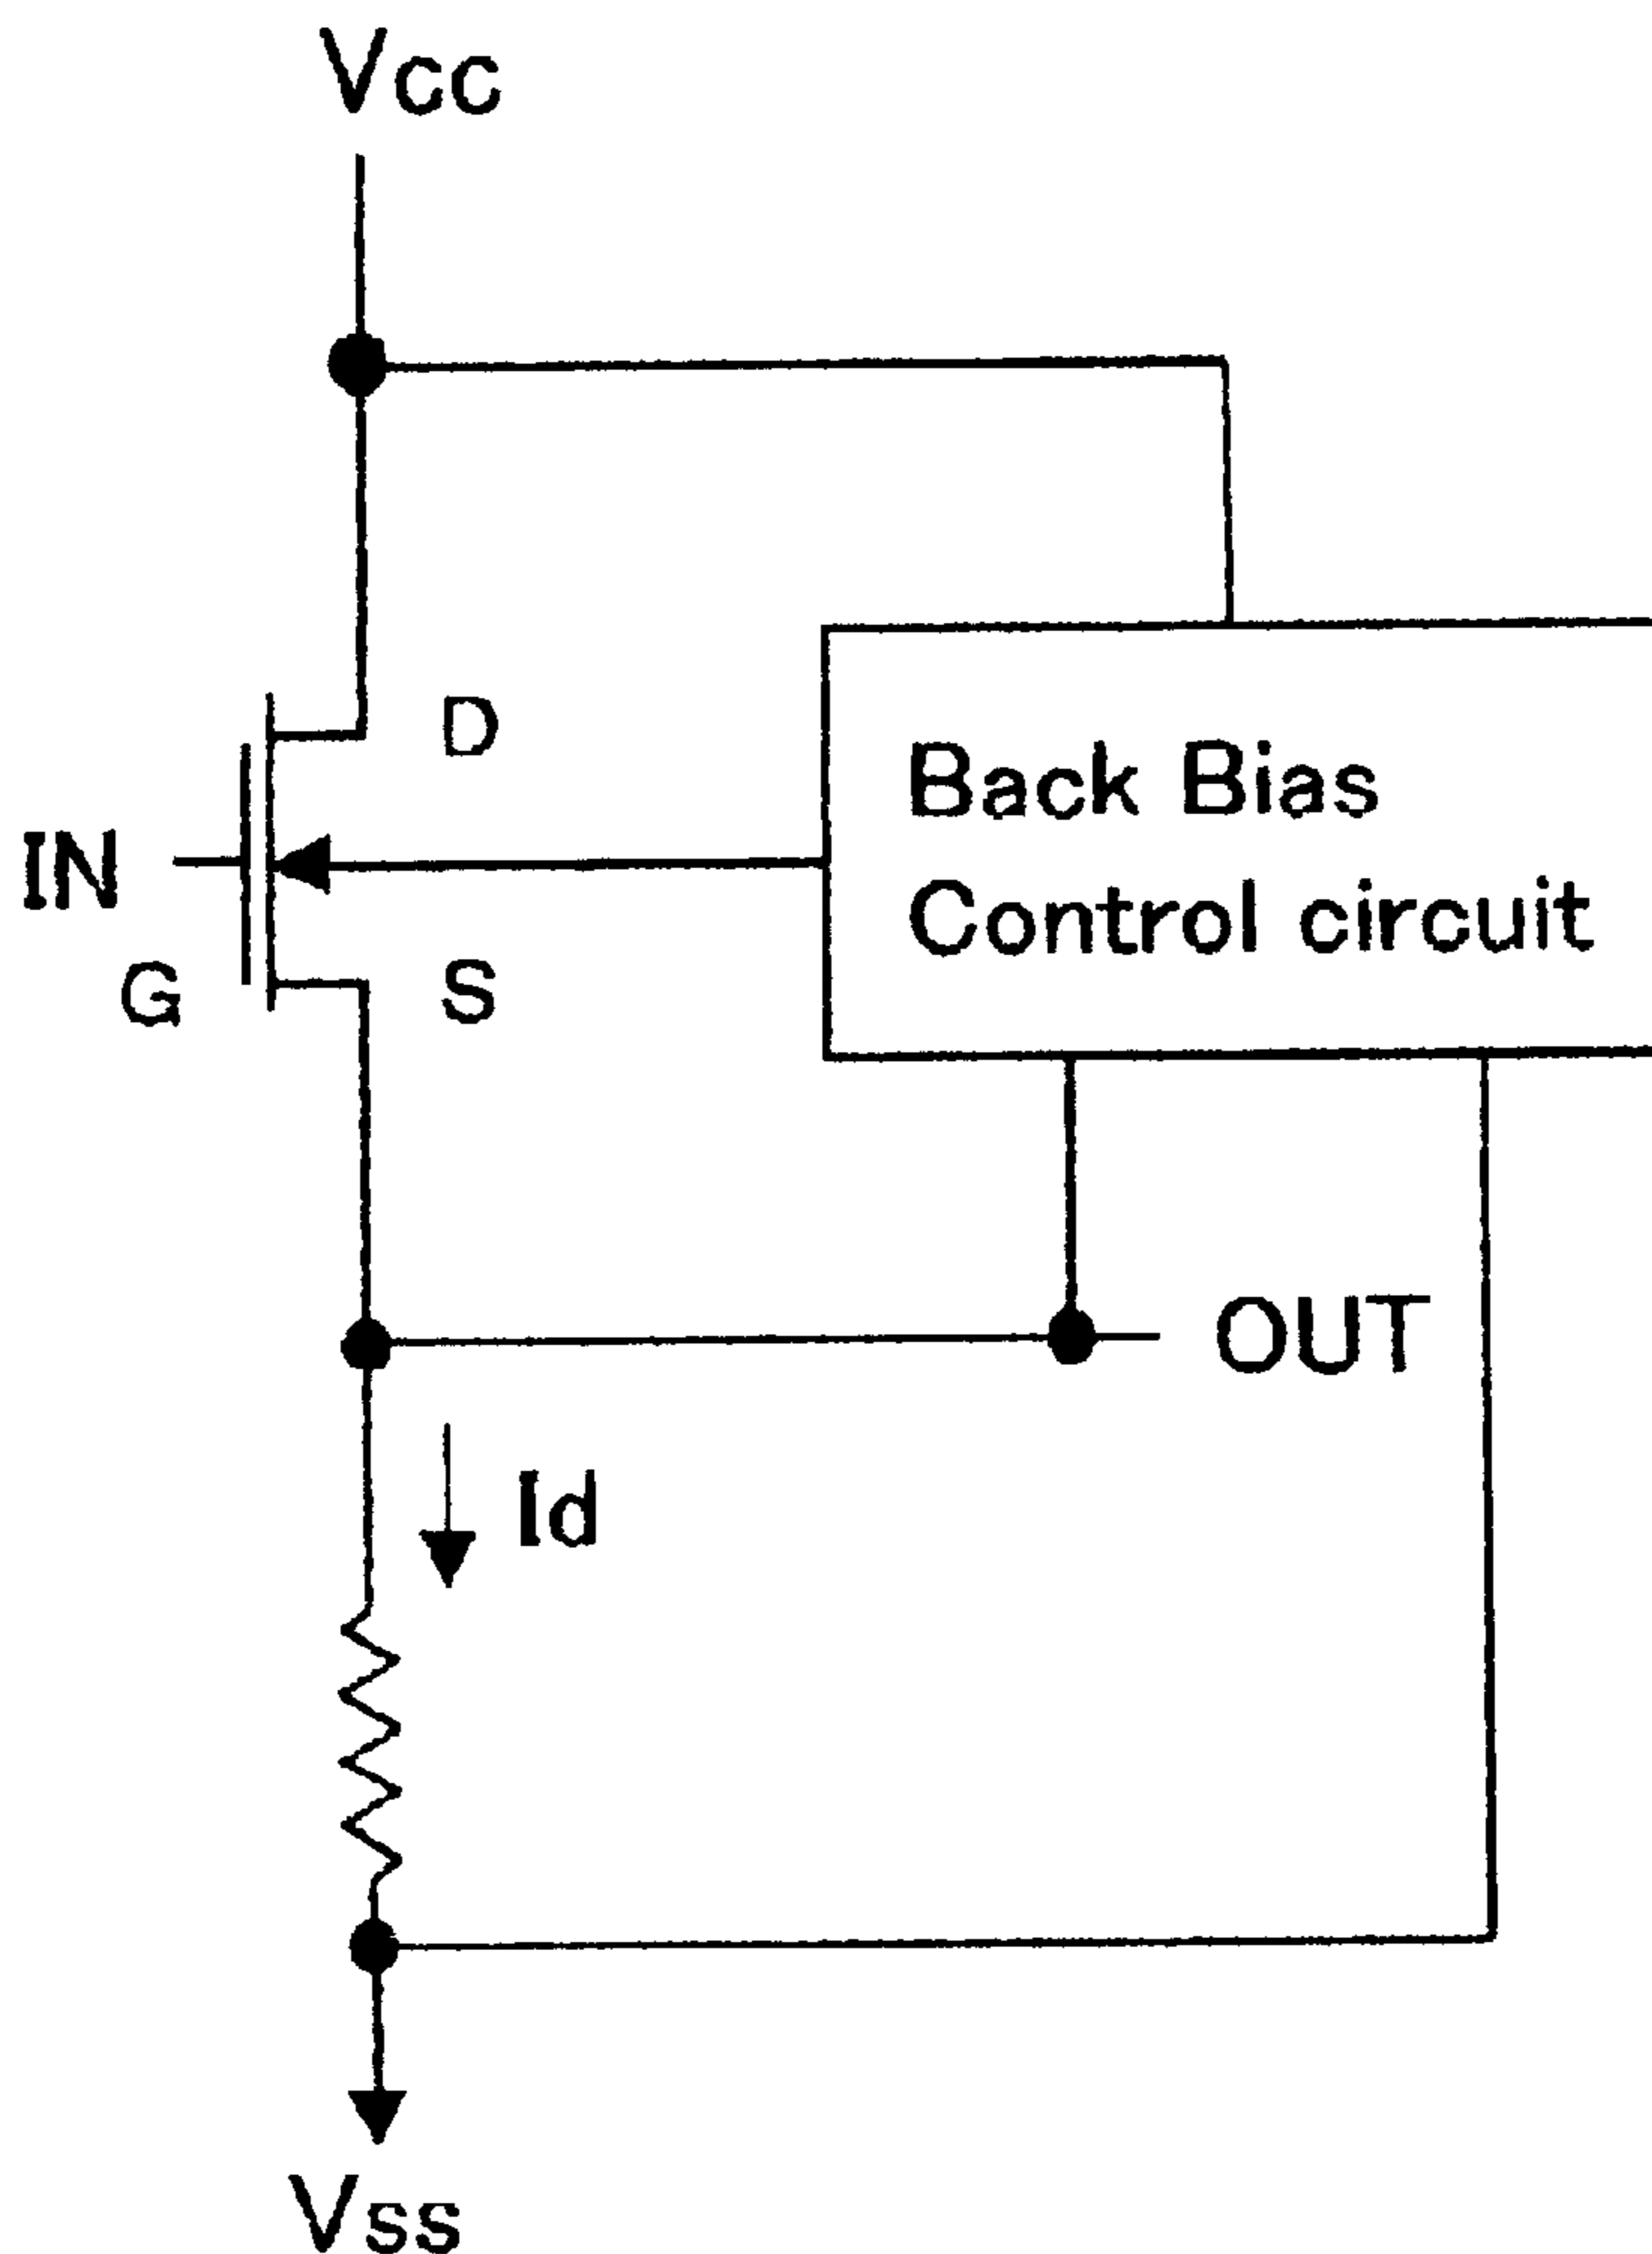 Vcc
D
Back Bias
Control circuit
IN
G
S
OUT
Id
Vss